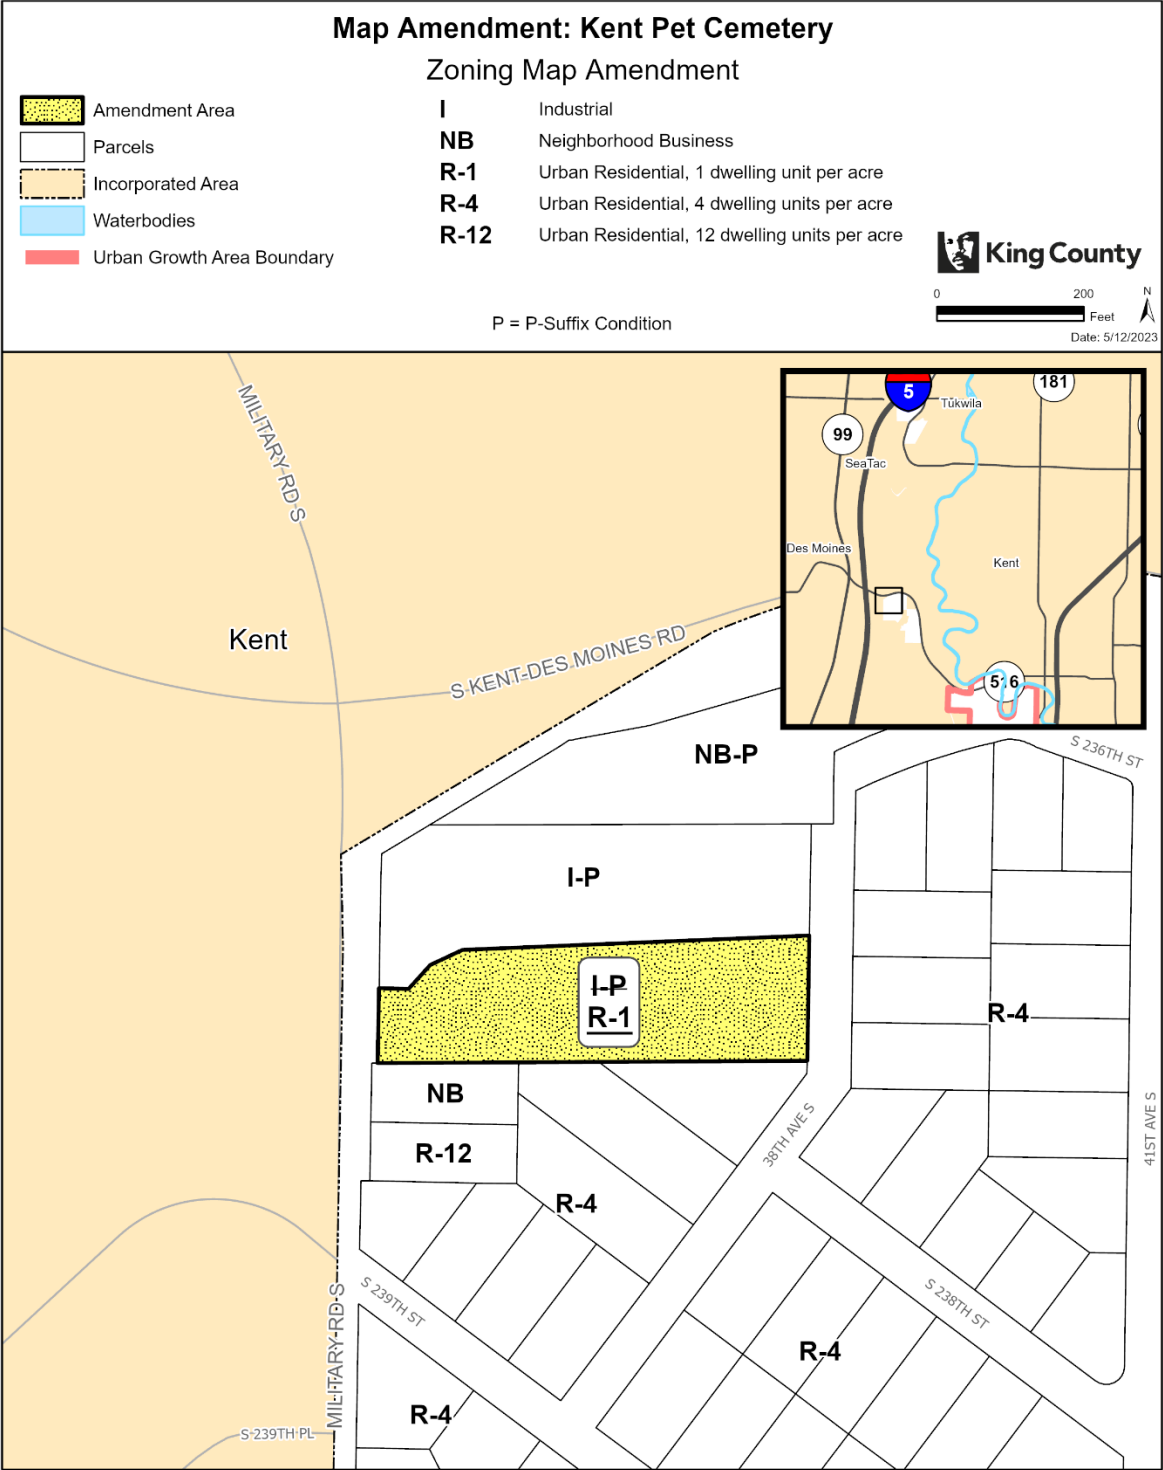 Map Amendment: Kent Pet Cemetery
Zoning Map Amendment
Amendment Area
Parcels
Incorporated Area
Waterbodies
Urban Growth Area Boundary
I Industrial
NB Neighborhood Business
R-1 Urban Residential, 1 dwelling unit per acre
R-4 Urban Residential, 4 dwelling units per acre
R-12 Urban Residential, 12 dwelling units per acre
P = P-Suffix Condition
King County
0 200
Feet
N
Date: 5/12/2023
MILITARY RD S
Kent
S KENT-DES MOINES RD
5
181
Tukwila
99
SeaTac
Des Moines
Kent
516
NB-P
S 236TH ST
I-P
I-P
R-1
R-4
NB
R-12
38TH AVE S
41ST AVE S
R-4
S 239TH ST
S 238TH ST
MILITARY RD S
R-4
R-4
S 239TH PL